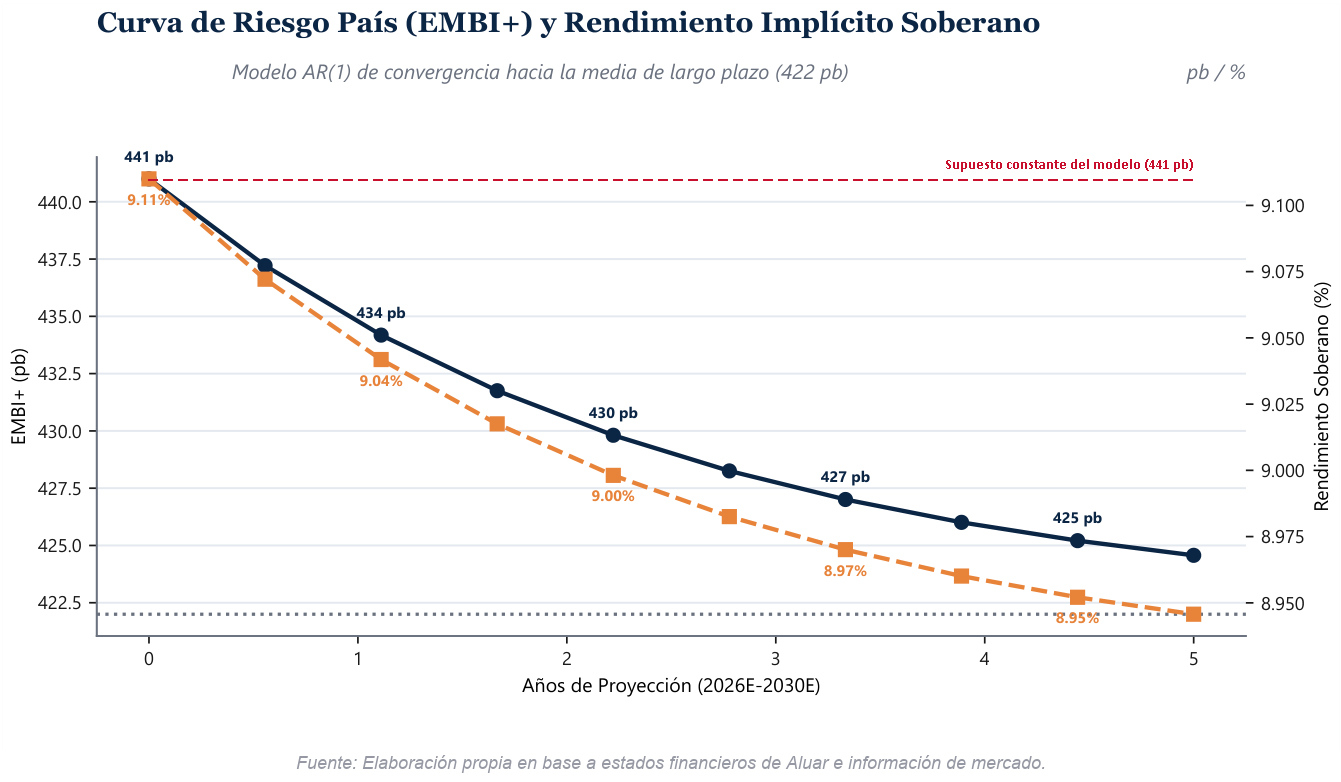 Curva de Riesgo País (EMBI+) y Rendimiento Implícito Soberano
Modelo AR(1) de convergencia hacia la media de largo plazo (422 pb)
pb / %
441 pb
Supuesto constante del modelo (441 pb)
9.11%
434 pb
9.04%
430 pb
9.00%
427 pb
8.97%
425 pb
8.95%
440.0
437.5
435.0
432.5
430.0
427.5
425.0
422.5
EMBI+ (pb)
9.100
9.075
9.050
9.025
9.000
8.975
8.950
Rendimiento Soberano (%)
0 1 2 3 4 5
Años de Proyección (2026E-2030E)
Fuente: Elaboración propia en base a estados financieros de Aluar e información de mercado.